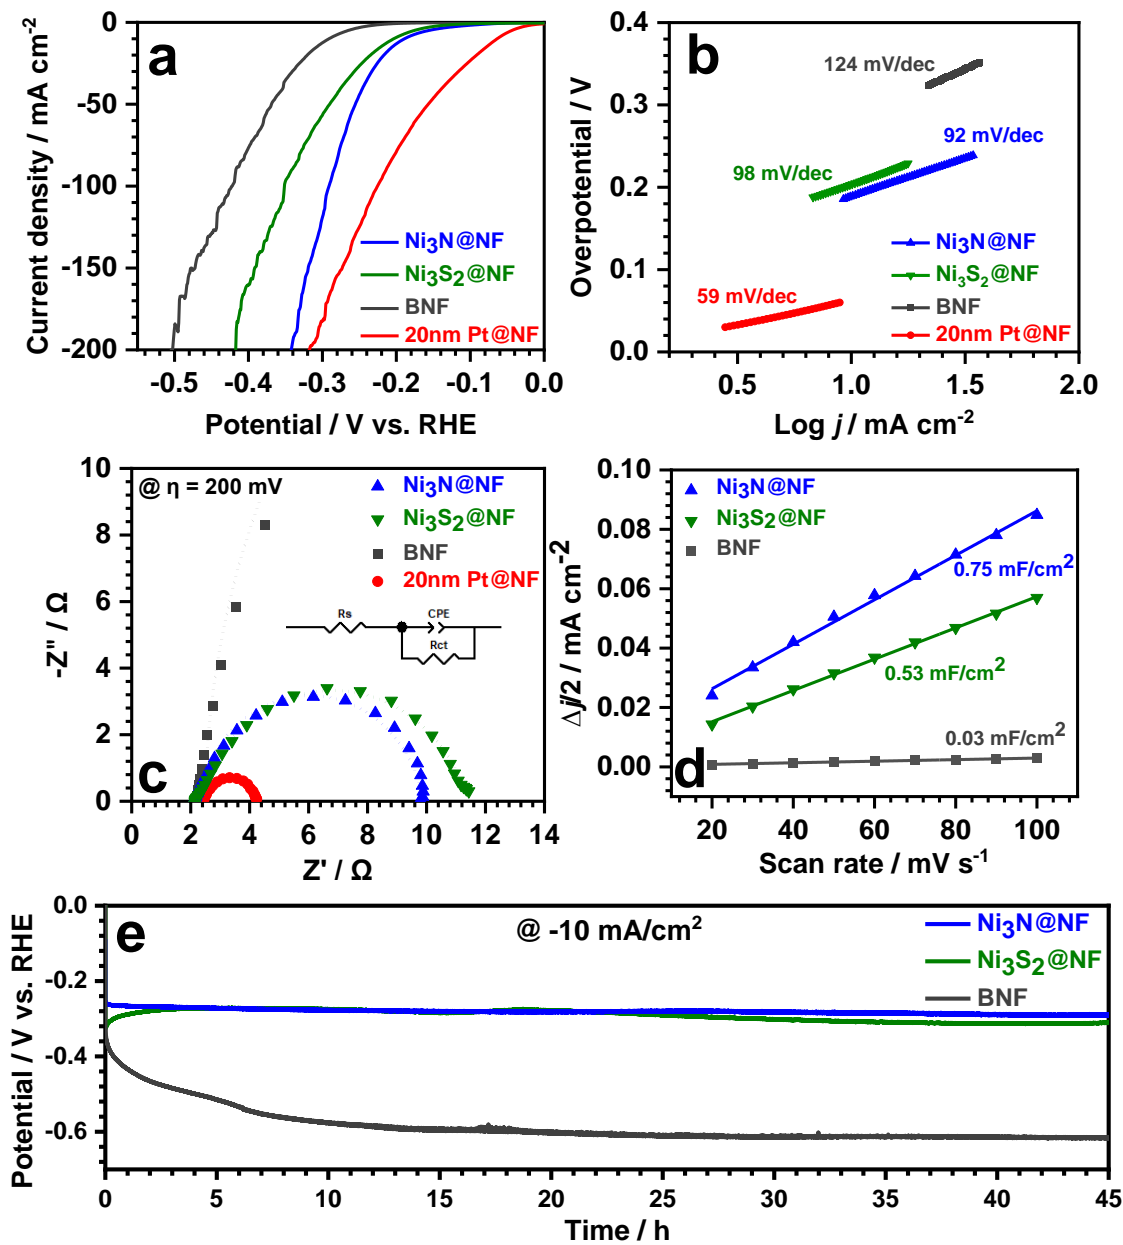 a
0
-50
-100
-150
-200
Current density / mA cm⁻²
Ni₃N@NF
Ni₃S₂@NF
BNF
20nm Pt@NF
-0.5 -0.4 -0.3 -0.2 -0.1 0.0
Potential / V vs. RHE
b
0.4
0.3
0.2
0.1
0.0
Overpotential / V
124 mV/dec
92 mV/dec
98 mV/dec
59 mV/dec
Ni₃N@NF
Ni₃S₂@NF
BNF
20nm Pt@NF
0.5 1.0 1.5 2.0
Log j / mA cm⁻²
c
10
8
6
4
2
0
-Z" / Ω
@ η = 200 mV
Ni₃N@NF
Ni₃S₂@NF
BNF
20nm Pt@NF
Rs
CPE
Rct
0 2 4 6 8 10 12 14
Z' / Ω
d
0.10
0.08
0.06
0.04
0.02
0.00
Δj/2 / mA cm-2
Ni₃N@NF
Ni₃S₂@NF
BNF
0.75 mF/cm²
0.53 mF/cm²
0.03 mF/cm²
20 40 60 80 100
Scan rate / mV s⁻¹
e
0.0
-0.2
-0.4
-0.6
Potential / V vs. RHE
@ -10 mA/cm²
Ni₃N@NF
Ni₃S₂@NF
BNF
0 5 10 15 20 25 30 35 40 45
Time / h